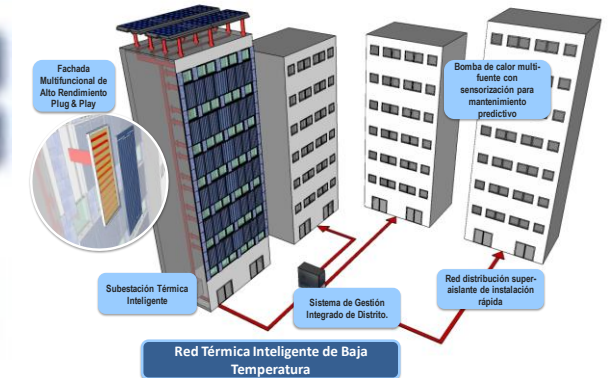 Fachada
Multifuncional de
Alto Rendimiento
Plug & Play
Bomba de calor multi-
fuente con
sensorización para
mantenimiento
predictivo
Subestación Térmica
Inteligente
Sistema de Gestión
Integrado de Distrito.
Red distribución super-
aislante de instalación
rápida
Red Térmica Inteligente de Baja
Temperatura